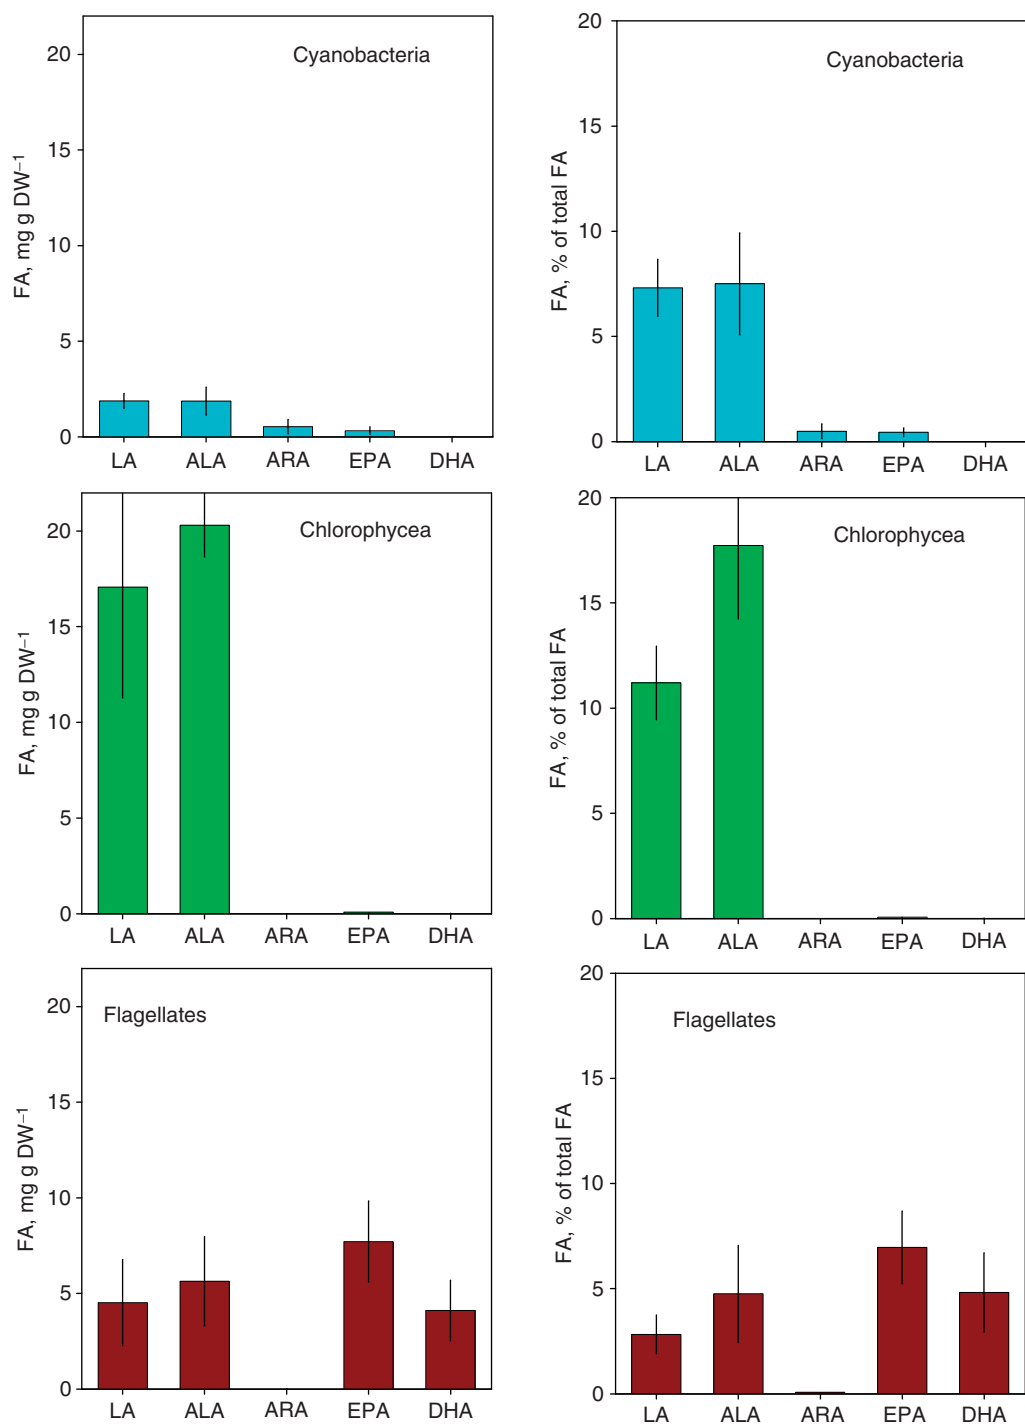 20
15
10
5
0
FA, mg g DW⁻¹
Cyanobacteria
LA ALA ARA EPA DHA
20
15
10
5
0
FA, % of total FA
Cyanobacteria
LA ALA ARA EPA DHA
20
15
10
5
0
FA, mg g DW⁻¹
Chlorophycea
LA ALA ARA EPA DHA
20
15
10
5
0
FA, % of total FA
Chlorophycea
LA ALA ARA EPA DHA
20
15
10
5
0
FA, mg g DW⁻¹
Flagellates
LA ALA ARA EPA DHA
20
15
10
5
0
FA, % of total FA
Flagellates
LA ALA ARA EPA DHA